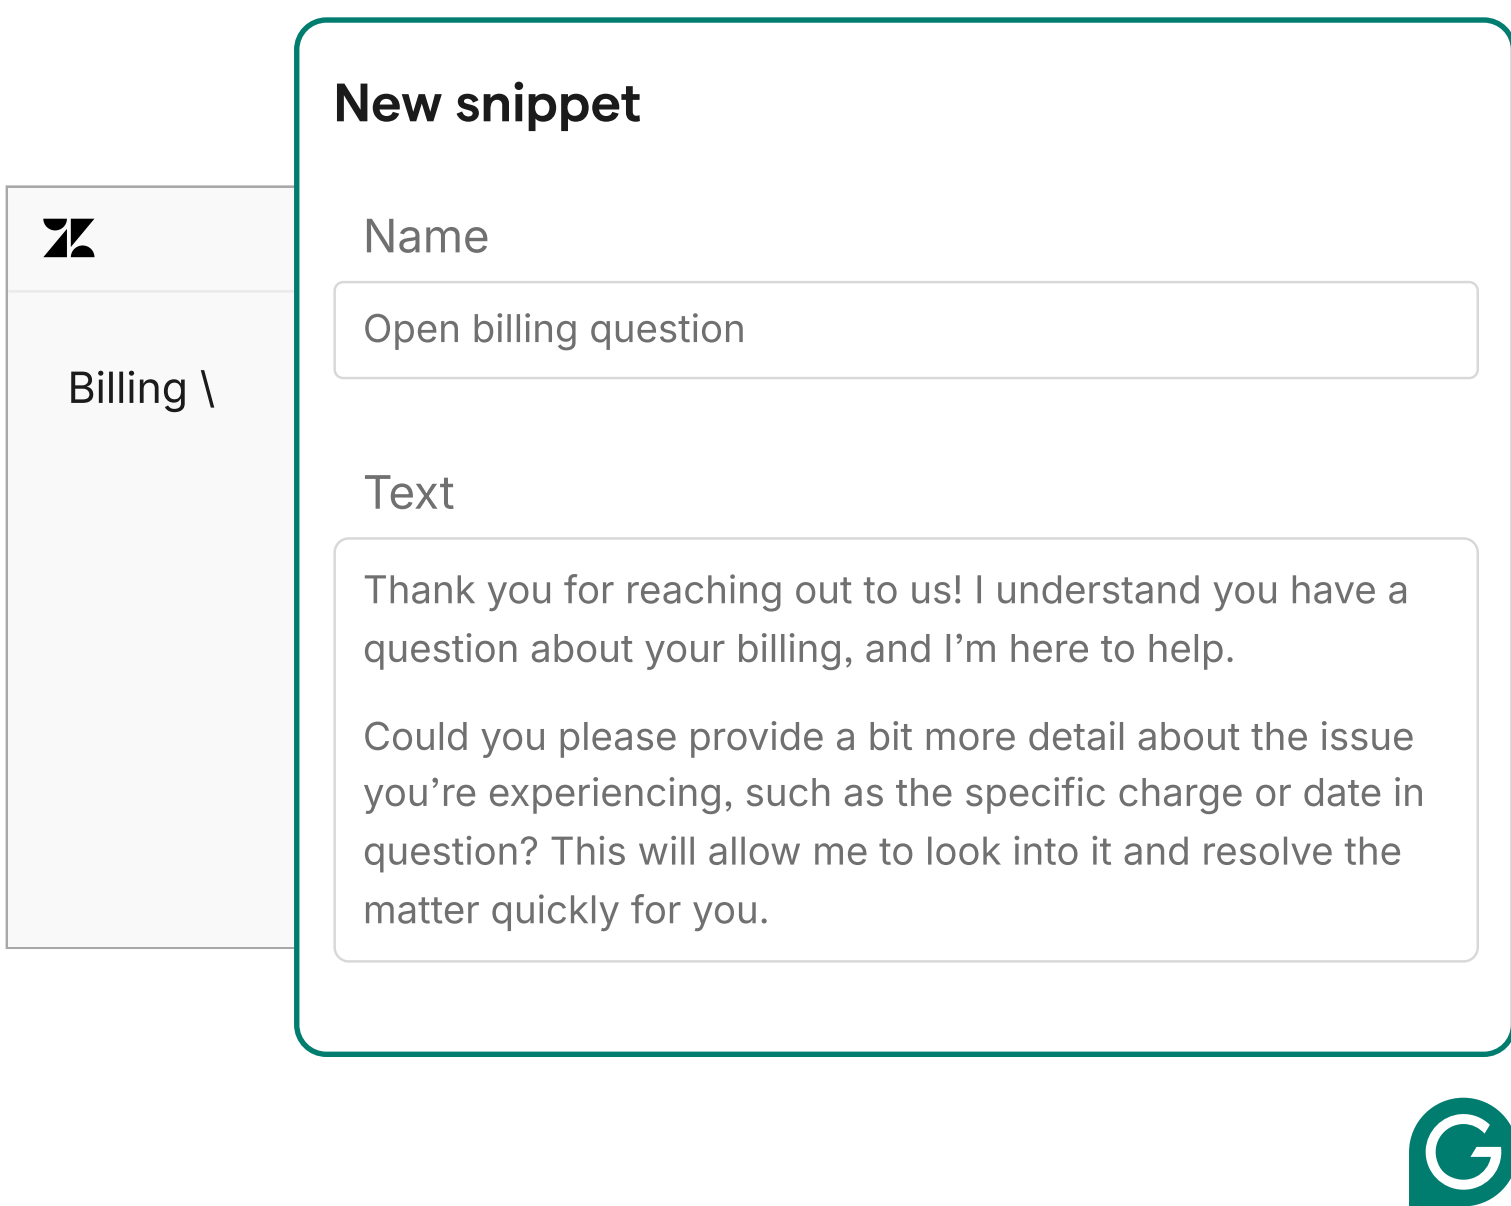 New snippet
Name
Open billing question
Billing \
Text
Thank you for reaching out to us! I understand you have a
question about your billing, and I’m here to help.
Could you please provide a bit more detail about the issue
you’re experiencing, such as the specific charge or date in
question? This will allow me to look into it and resolve the
matter quickly for you.